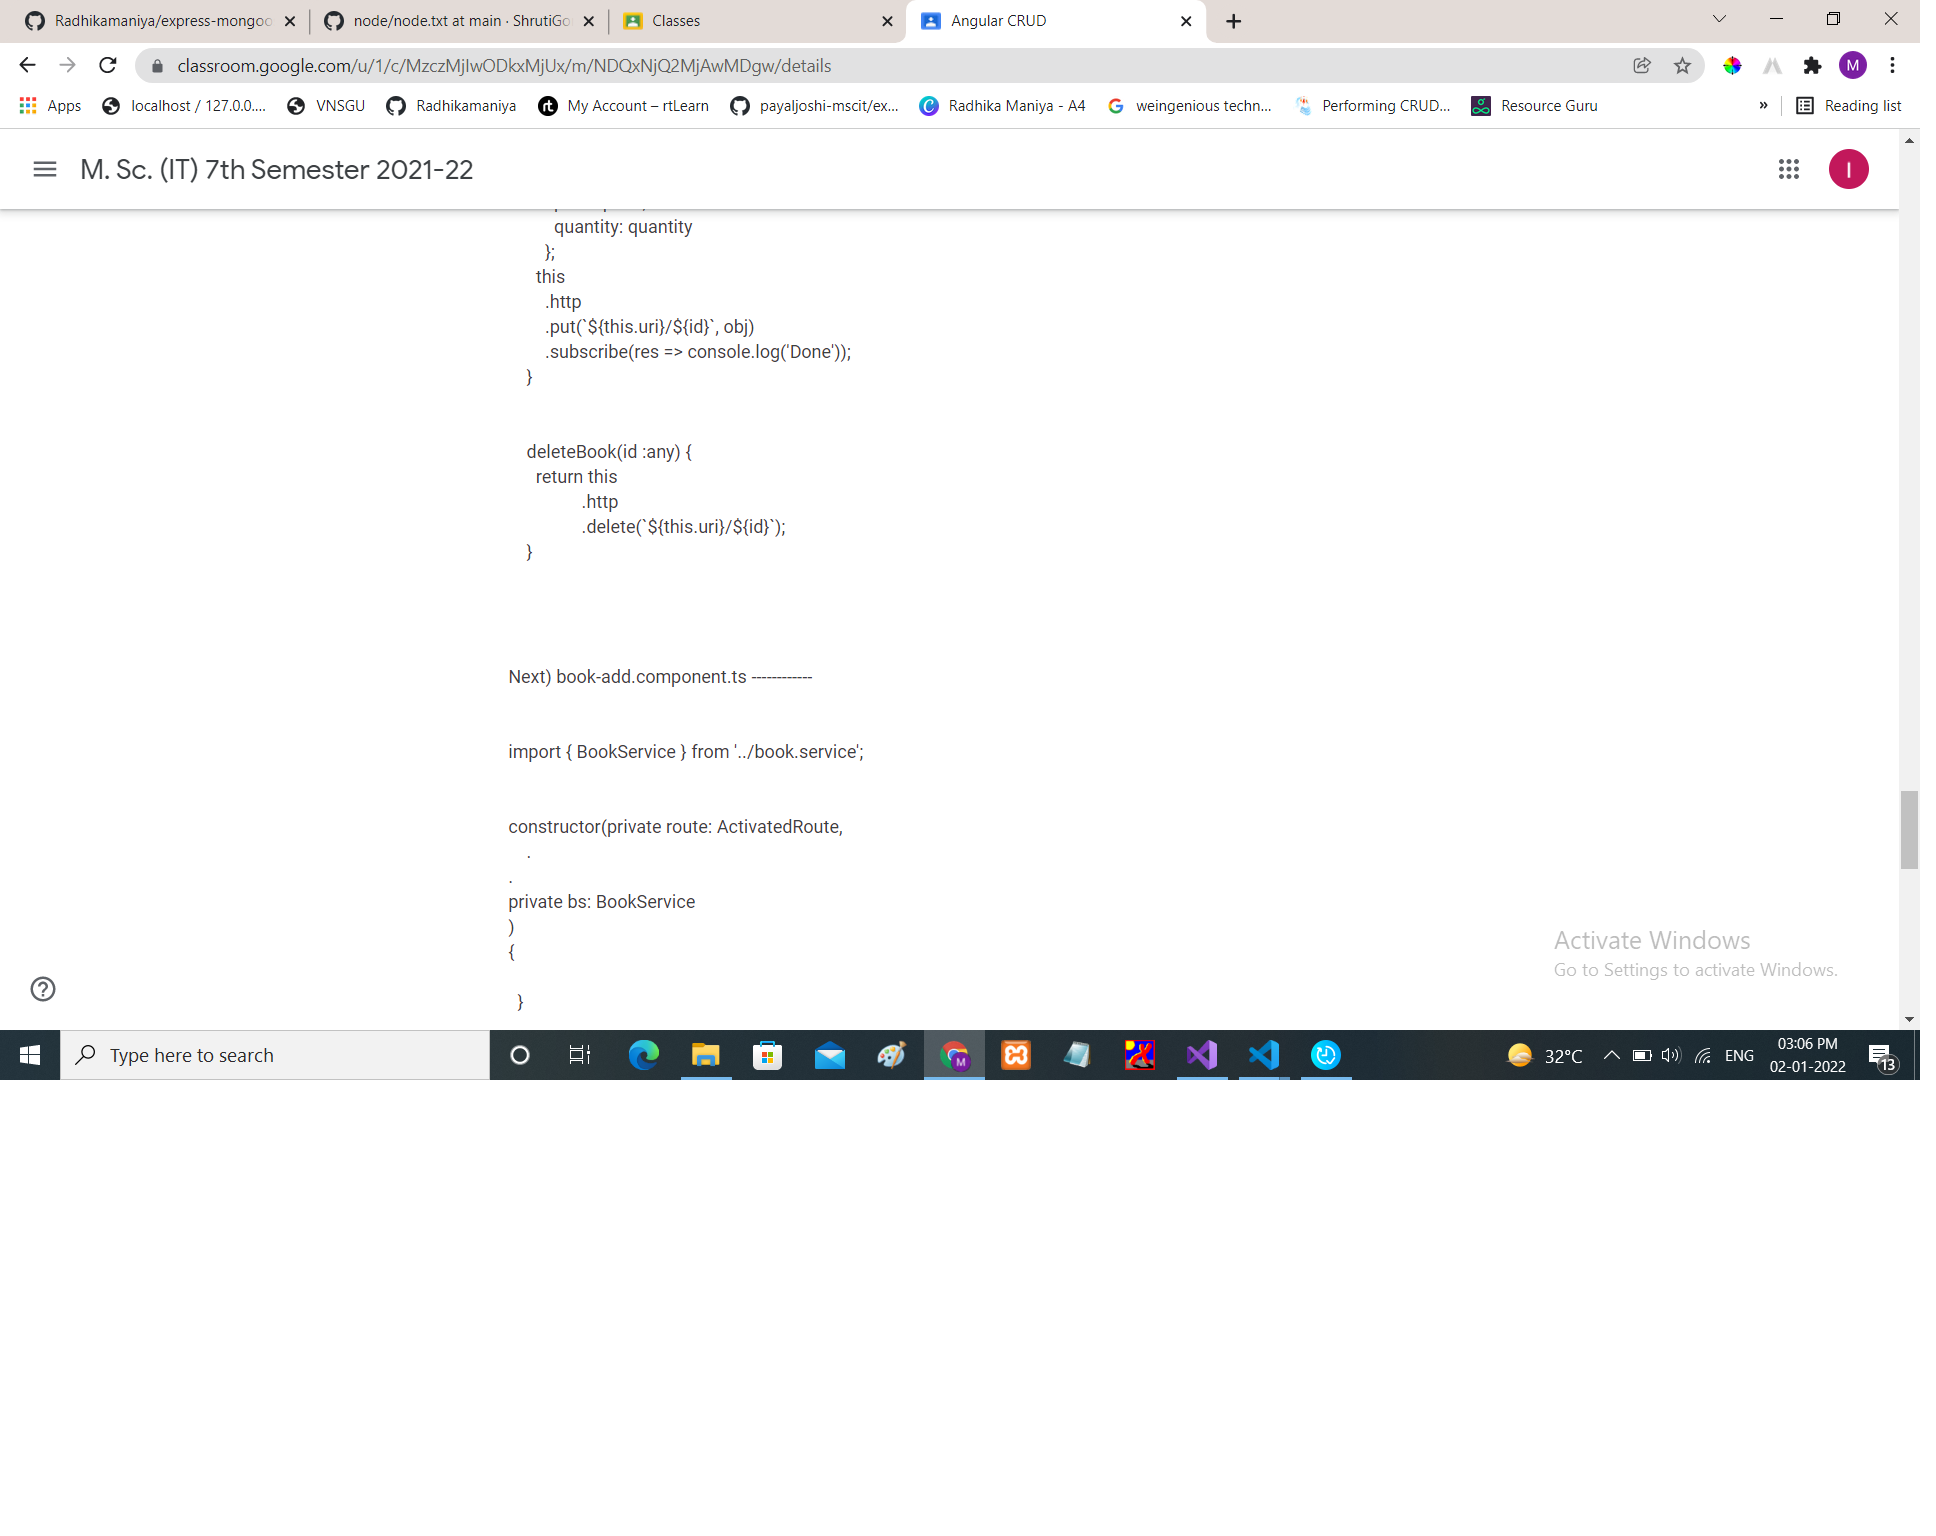 Radhikamaniya/express-mongoo
node/node.txt at main · ShrutiGo
Classes
Angular CRUD
classroom.google.com/u/1/c/MzczMjIwODkxMjUx/m/NDQxNjQ2MjAwMDgw/details
M
Apps
localhost / 127.0.0....
VNSGU
Radhikamaniya
rt
My Account – rtLearn
payaljoshi-mscit/ex...
Radhika Maniya - A4
weingenious techn...
Performing CRUD...
Resource Guru
»
Reading list
M. Sc. (IT) 7th Semester 2021-22
I
quantity: quantity
};
this
.http
.put(`${this.uri}/${id}`, obj)
.subscribe(res => console.log('Done'));
}
deleteBook(id :any) {
return this
.http
.delete(`${this.uri}/${id}`);
}
Next) book-add.component.ts ------------
import { BookService } from '../book.service';
constructor(private route: ActivatedRoute,
.
.
private bs: BookService
)
{
}
Activate Windows
Go to Settings to activate Windows.
Type here to search
M
32°C
ENG
03:06 PM
02-01-2022
13